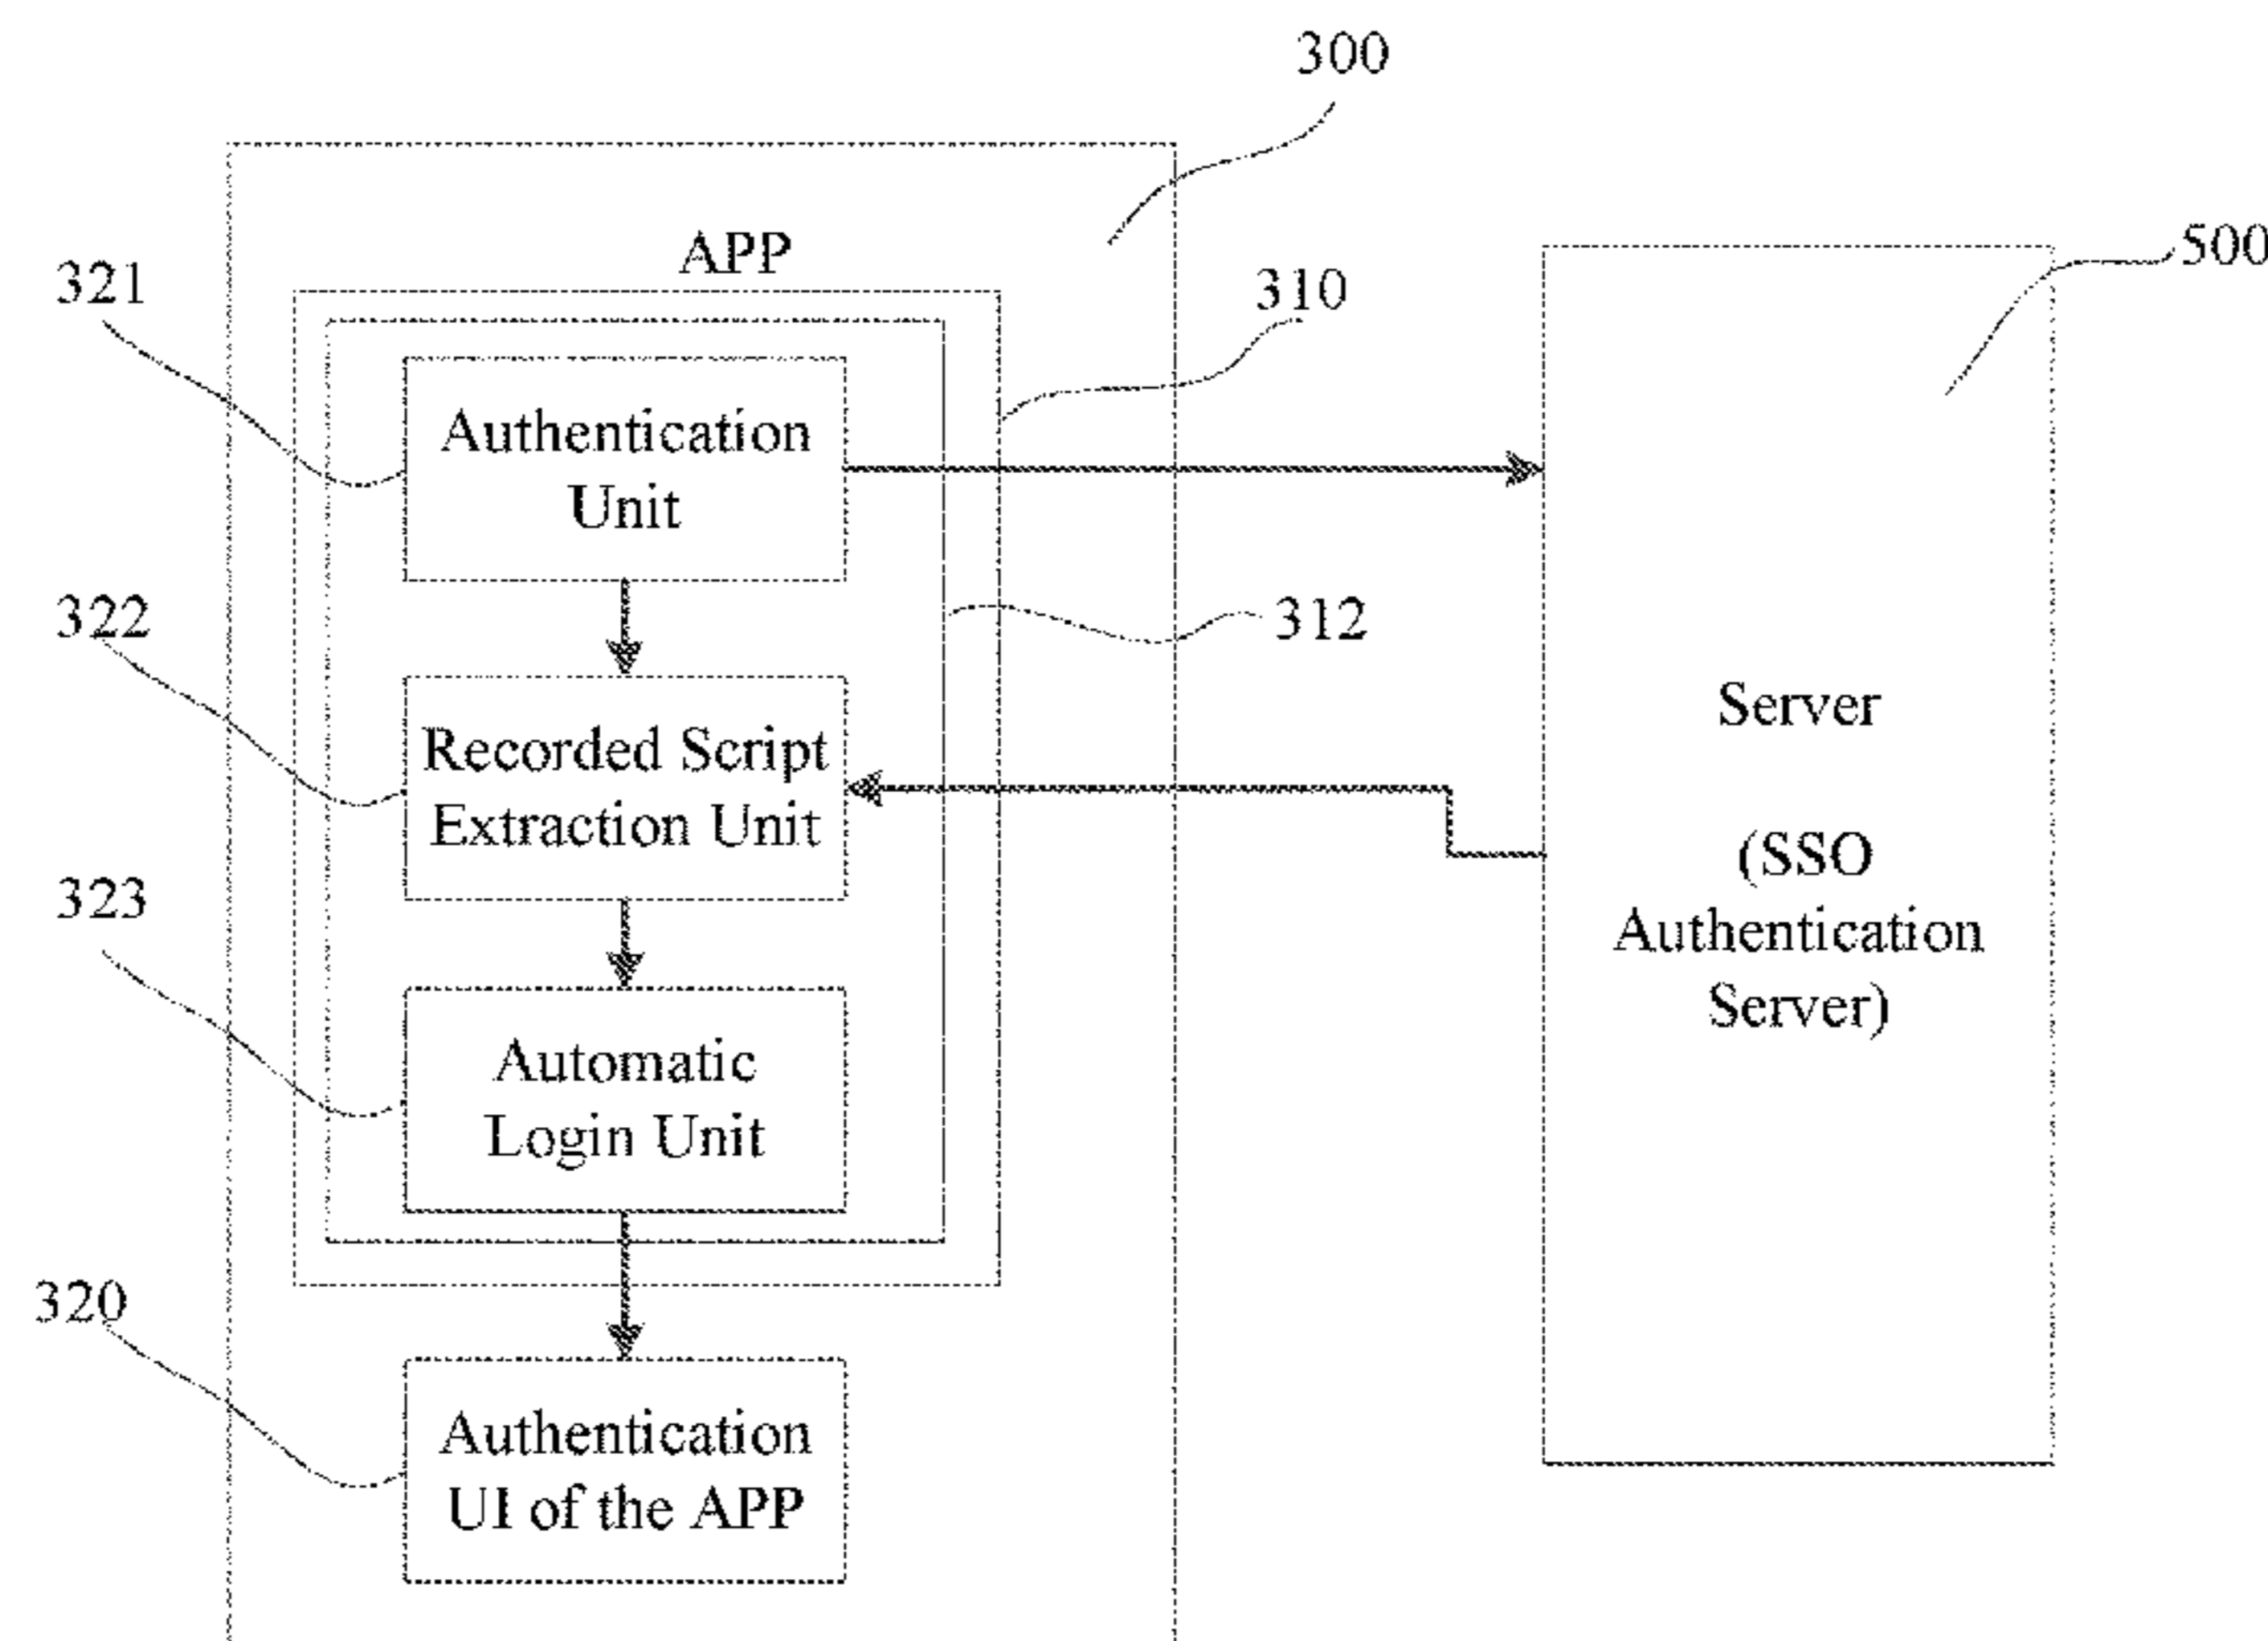 300
APP
500
321
310
Authentication
Unit
322
312
Recorded Script
Extraction Unit
Server
(SSO
Authentication
Server)
323
Automatic
Login Unit
320
Authentication
UI of the APP